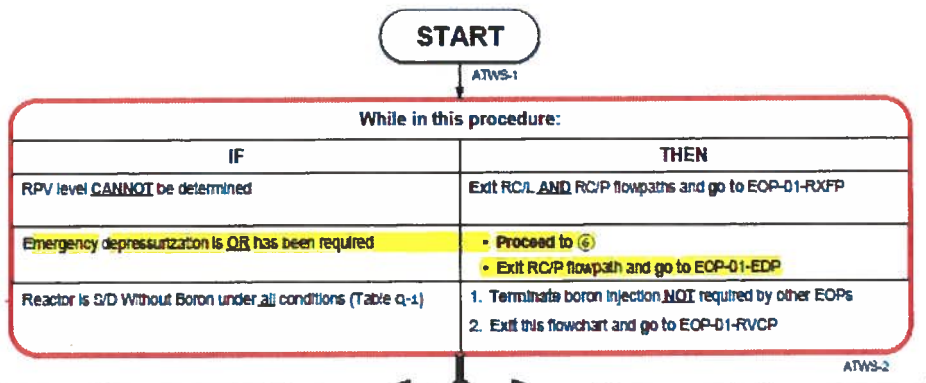 START
ATWS-1
While in this procedure:
IF
THEN
RPV level CANNOT be determined
Exit RC/L AND RC/P flowpaths and go to EOP-01-RXFP
Emergency depressurization is OR has been required
• Proceed to G
• Exit RC/P flowpath and go to EOP-01-EDP
Reactor is S/D Without Boron under all conditions (Table Q-1)
1. Terminate boron injection NOT required by other EOPs
2. Exit this flowchart and go to EOP-01-RVCP
ATWS-2